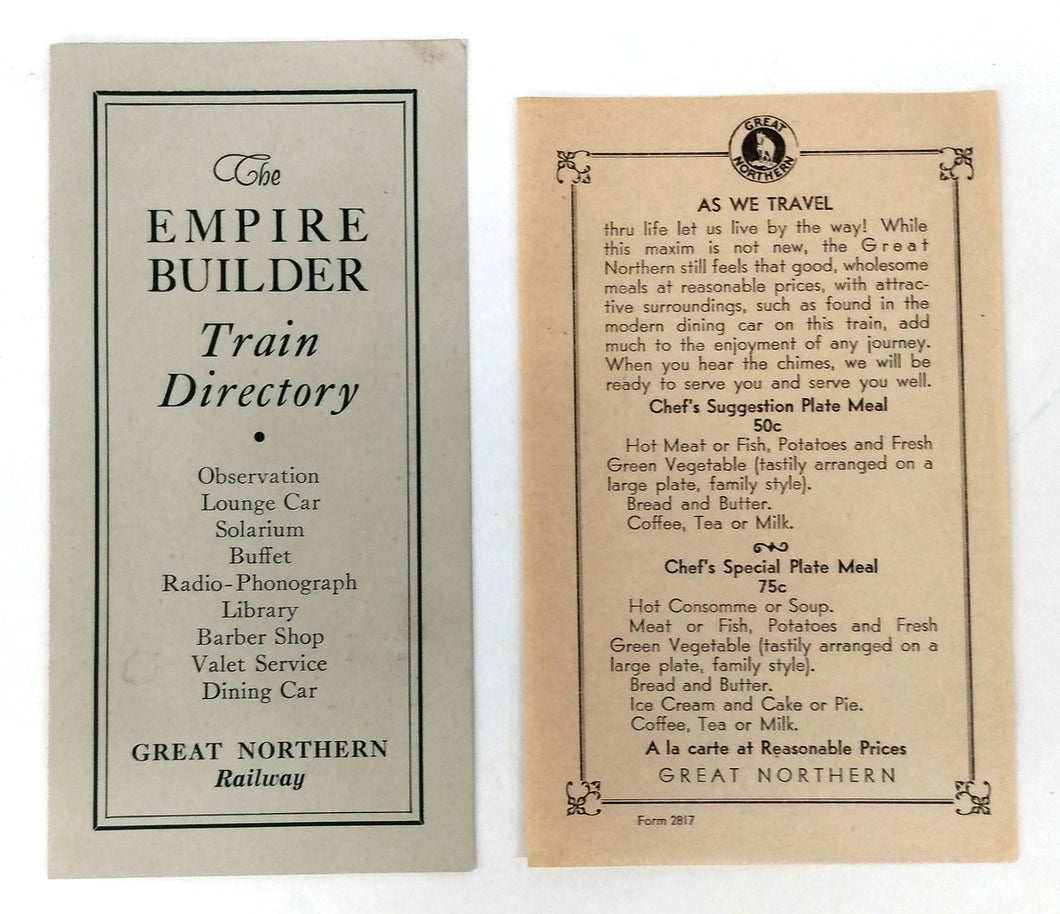 The
EMPIRE
BUILDER
Train
Directory
•
Observation
Lounge Car
Solarium
Buffet
Radio-Phonograph
Library
Barber Shop
Valet Service
Dining Car
GREAT NORTHERN
Railway
GREAT
NORTHERN
AS WE TRAVEL
thru life let us live by the way! While
this maxim is not new, the Great
Northern still feels that good, wholesome
meals at reasonable prices, with attrac-
tive surroundings, such as found in the
modern dining car on this train, add
much to the enjoyment of any journey.
When you hear the chimes, we will be
ready to serve you and serve you well.
Chef's Suggestion Plate Meal
50c
Hot Meat or Fish, Potatoes and Fresh
Green Vegetable (tastily arranged on a
large plate, family style).
Bread and Butter.
Coffee, Tea or Milk.
Chef's Special Plate Meal
75c
Hot Consomme or Soup.
Meat or Fish, Potatoes and Fresh
Green Vegetable (tastily arranged on a
large plate, family style).
Bread and Butter.
Ice Cream and Cake or Pie.
Coffee, Tea or Milk.
A la carte at Reasonable Prices
GREAT NORTHERN
Form 2817